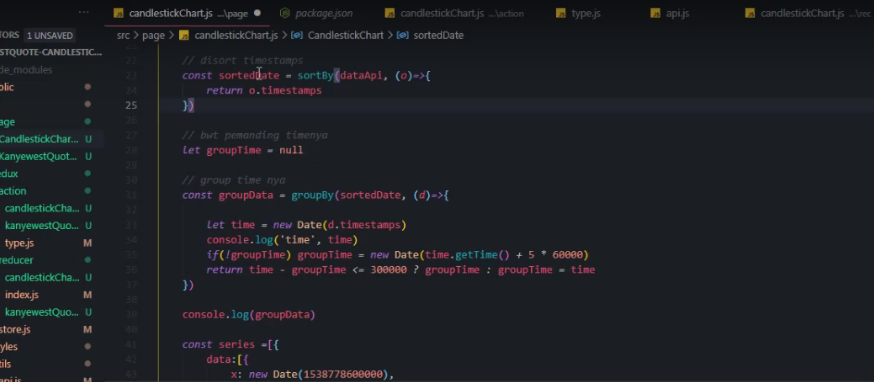 candlestickChart.js ...\page
package.json
candlestickChart.js ...\action
type.js
api.js
candlestickChart.js ...\rec
TORS
1 UNSAVED
src > page > candlestickChart.js > CandlestickChart > sortedDate
STQUOTE-CANDLESTIC...
de_modules
blic
age
CandlestickChar... U
KanyewestQuot... U
edux
action
candlestickCha... U
kanyewestQuo... U
type.js M
reducer
candlestickCha... U
index.js M
kanyewestQuo... U
store.js M
yles
tils
api.js M
22 // disort timestamps
23 const sortedDate = sortBy(dataApi, (o)=>{
24 return o.timestamps
25 })
26
27 // bwt pemanding timenya
28 let groupTime = null
29
30 // group time nya
31 const groupData = groupBy(sortedDate, (d)=>{
32
33 let time = new Date(d.timestamps)
34 console.log('time', time)
35 if(!groupTime) groupTime = new Date(time.getTime() + 5 * 60000)
36 return time - groupTime <= 300000 ? groupTime : groupTime = time
37 })
38
39 console.log(groupData)
40
41 const series =[{
42 data:[{
43 x: new Date(1538778600000),